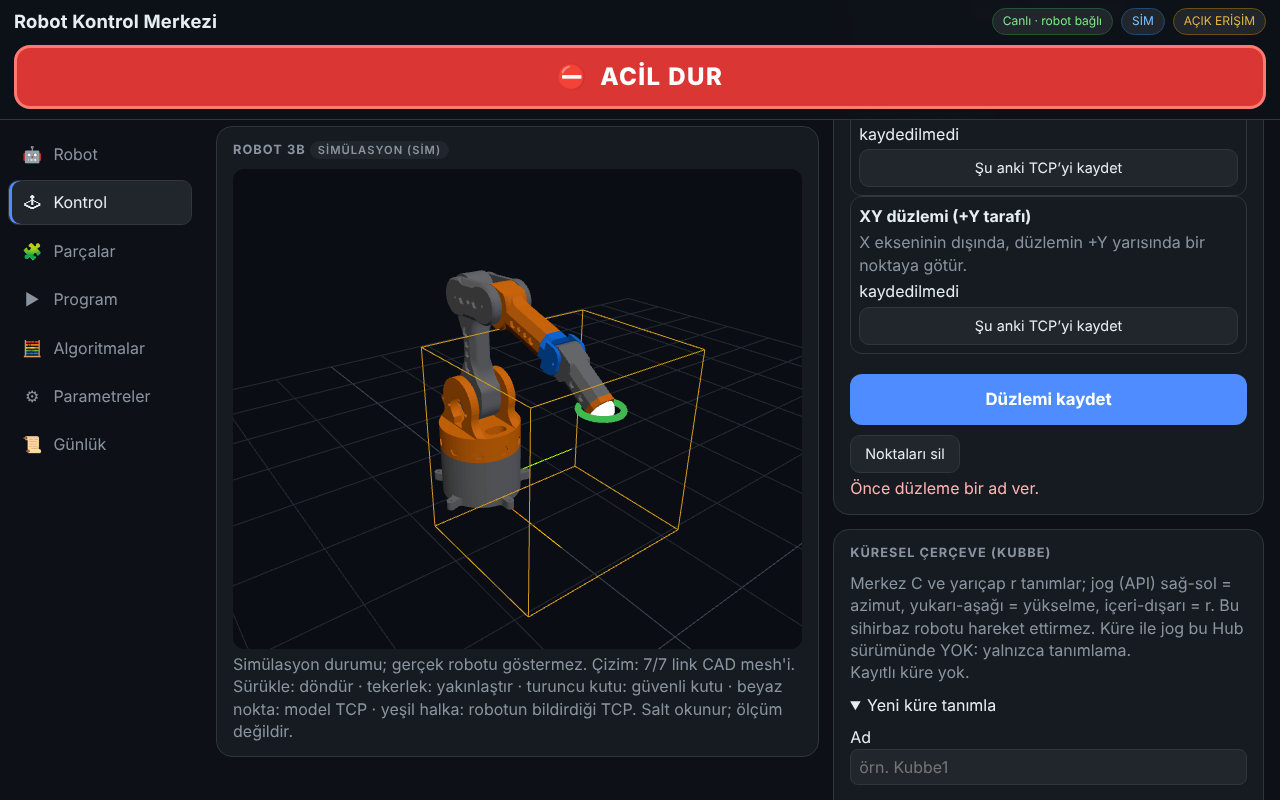 Robot Kontrol Merkezi
Canlı · robot bağlı
SİM
AÇIK ERİŞİM
ACİL DUR
Robot
Kontrol
Parçalar
Program
Algoritmalar
Parametreler
Günlük
ROBOT 3B
SİMÜLASYON (SİM)
Simülasyon durumu; gerçek robotu göstermez. Çizim: 7/7 link CAD mesh'i.
Sürükle: döndür · tekerlek: yakınlaştır · turuncu kutu: güvenli kutu · beyaz
nokta: model TCP · yeşil halka: robotun bildirdiği TCP. Salt okunur; ölçüm
değildir.
kaydedilmedi
Şu anki TCP’yi kaydet
XY düzlemi (+Y tarafı)
X ekseninin dışında, düzlemin +Y yarısında bir
noktaya götür.
kaydedilmedi
Şu anki TCP’yi kaydet
Düzlemi kaydet
Noktaları sil
Önce düzleme bir ad ver.
KÜRESEL ÇERÇEVE (KUBBE)
Merkez C ve yarıçap r tanımlar; jog (API) sağ-sol =
azimut, yukarı-aşağı = yükselme, içeri-dışarı = r. Bu
sihirbaz robotu hareket ettirmez. Küre ile jog bu Hub
sürümünde YOK: yalnızca tanımlama.
Kayıtlı küre yok.
▼ Yeni küre tanımla
Ad
örn. Kubbe1